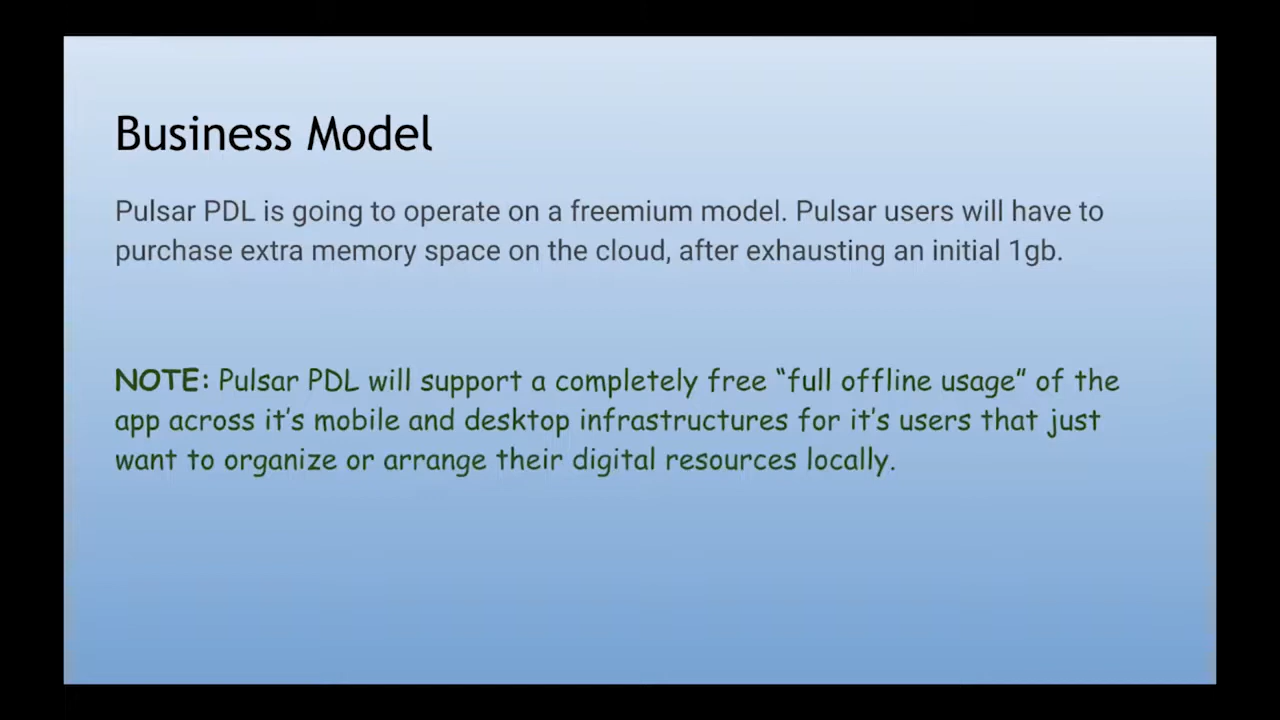 Business Model
Pulsar PDL is going to operate on a freemium model. Pulsar users will have to
purchase extra memory space on the cloud, after exhausting an initial 1gb.
NOTE: Pulsar PDL will support a completely free “full offline usage” of the
app across it’s mobile and desktop infrastructures for it’s users that just
want to organize or arrange their digital resources locally.